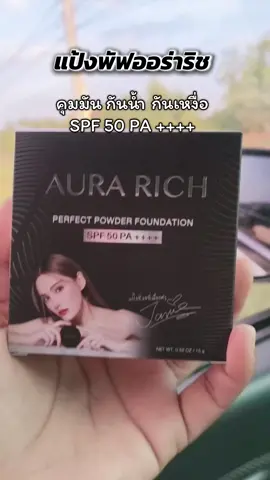 แป้งพัฟออร่าริช
คุมมัน กันน้ำ กันเหงื่อ
SPF 50 PA ++++
AURA RICH
PERFECT POWDER FOUNDATION
SPF 50 PA ++++